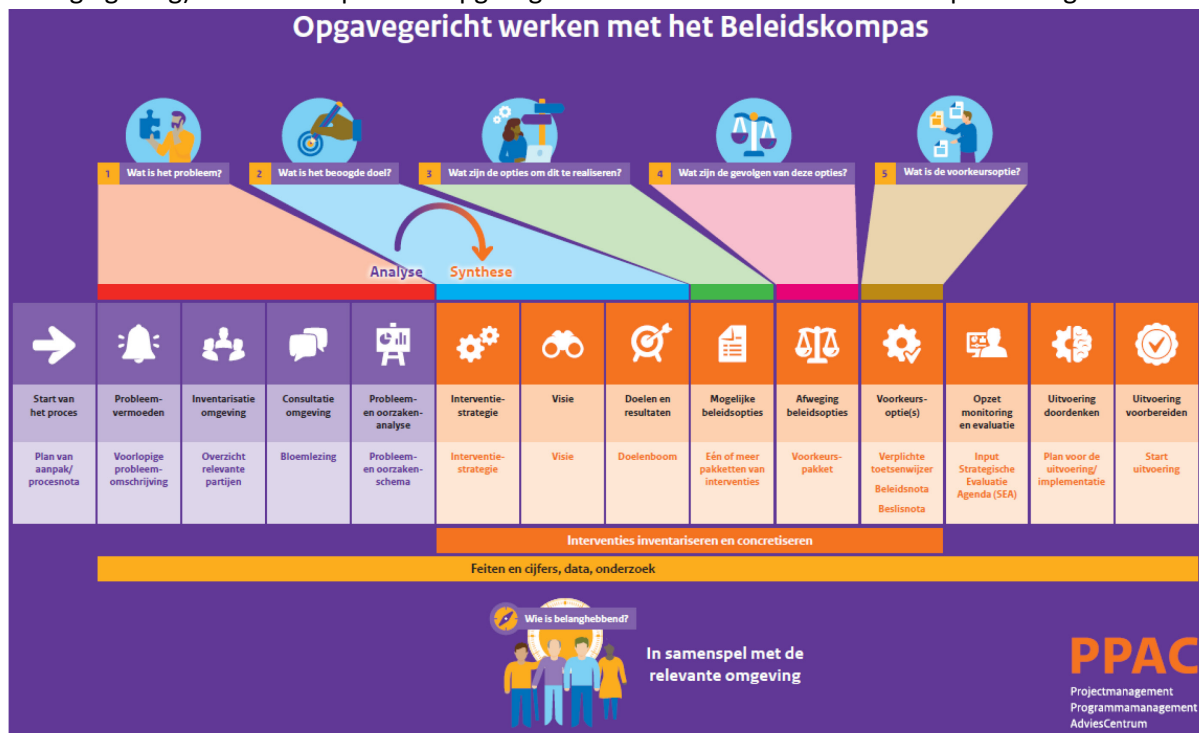 Opgavegericht werken met het Beleidskompas
1 Wat is het probleem?
2 Wat is het beoogde doel?
3 Wat zijn de opties om dit te realiseren?
4 Wat zijn de gevolgen van deze opties?
5 Wat is de voorkeursoptie?
Analyse
Synthese
Start van
het proces
Probleem-
vermoeden
Inventarisatie
omgeving
Consultatie
omgeving
Probleem-
en oorzaken-
analyse
Interventie-
strategie
Visie
Doelen en
resultaten
Mogelijke
beleidsopties
Afweging
beleidsopties
Voorkeurs-
optie(s)
Opzet
monitoring
en evaluatie
Uitvoering
doordenken
Uitvoering
voorbereiden
Plan van
aanpak/
procesnota
Voorlopige
probleem-
omschrijving
Overzicht
relevante
partijen
Bloemlezing
Probleem-
en oorzaken-
schema
Interventie-
strategie
Visie
Doelenboom
Eén of meer
pakketten van
interventies
Voorkeurs-
pakket
Verplichte
toetsenwijzer
Beleidsnota
Beslisnota
Input
Strategische
Evaluatie
Agenda (SEA)
Plan voor de
uitvoering/
implementatie
Start
uitvoering
Interventies inventariseren en concretiseren
Feiten en cijfers, data, onderzoek
Wie is belanghebbend?
In samenspel met de
relevante omgeving
PPAC
Projectmanagement
Programmamanagement
AdviesCentrum